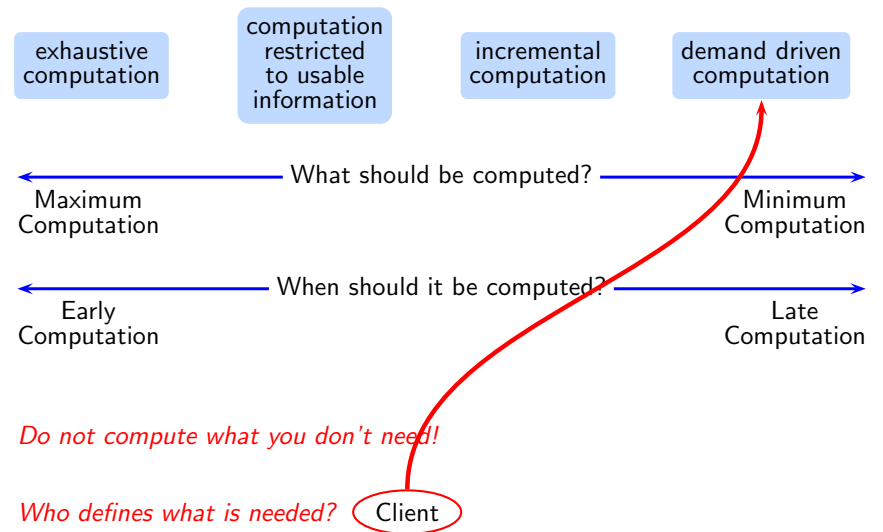 exhaustive
computation
computation
restricted
to usable
information
incremental
computation
demand driven
computation
What should be computed?
Maximum
Computation
Minimum
Computation
When should it be computed?
Early
Computation
Late
Computation
Do not compute what you don't need!
Who defines what is needed? Client